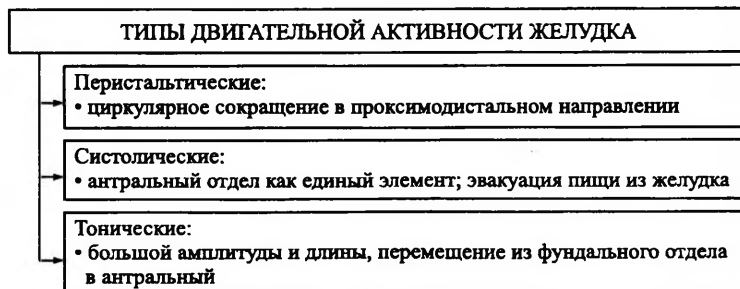 ТИПЫ ДВИГАТЕЛЬНОЙ АКТИВНОСТИ ЖЕЛУДКА
Перистальтические:
• циркулярное сокращение в проксимодистальном направлении
Систолические:
• антральный отдел как единый элемент; эвакуация пищи из желудка
Тонические:
• большой амплитуды и длины, перемещение из фундального отдела
в антральный